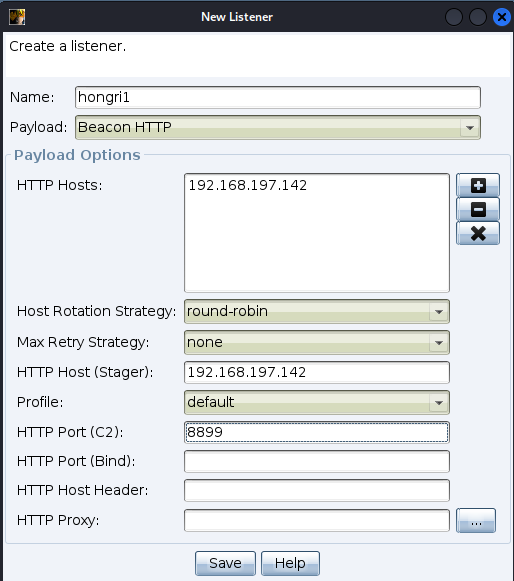 New Listener
Create a listener.
Name: hongri1
Payload: Beacon HTTP
Payload Options
HTTP Hosts: 192.168.197.142
Host Rotation Strategy: round-robin
Max Retry Strategy: none
HTTP Host (Stager): 192.168.197.142
Profile: default
HTTP Port (C2): 8899
HTTP Port (Bind):
HTTP Host Header:
HTTP Proxy: ...
Save Help